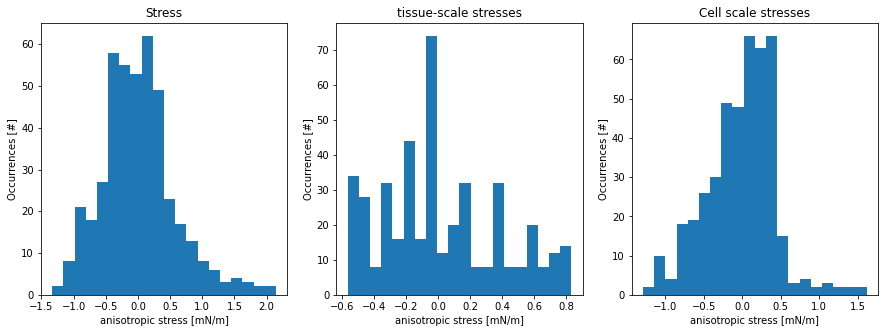 Stress
60
50
40
30
20
10
0
Occurrences [#]
−1.5 −1.0 −0.5 0.0 0.5 1.0 1.5 2.0
anisotropic stress [mN/m]
tissue-scale stresses
70
60
50
40
30
20
10
0
Occurrences [#]
−0.6 −0.4 −0.2 0.0 0.2 0.4 0.6 0.8
anisotropic stress [mN/m]
Cell scale stresses
60
50
40
30
20
10
0
Occurrences [#]
−1.0 −0.5 0.0 0.5 1.0 1.5
anisotropic stress [mN/m]